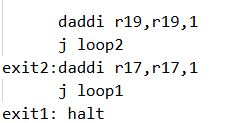 daddi r19,r19,1
j loop2
exit2:daddi r17,r17,1
j loop1
exit1: halt